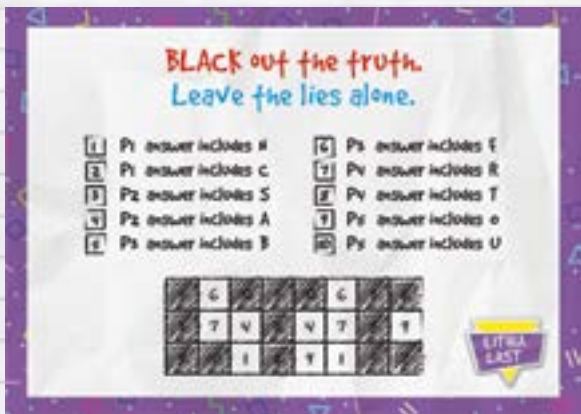 BLACK out the truth.
Leave the lies alone.
1 P1 answer includes N
2 P1 answer includes C
3 P2 answer includes S
4 P2 answer includes A
5 P3 answer includes B
6 P3 answer includes E
7 P4 answer includes R
8 P4 answer includes T
9 P5 answer includes O
10 P5 answer includes U
6 6
7 4 4 7 9
1 9 1
LAST